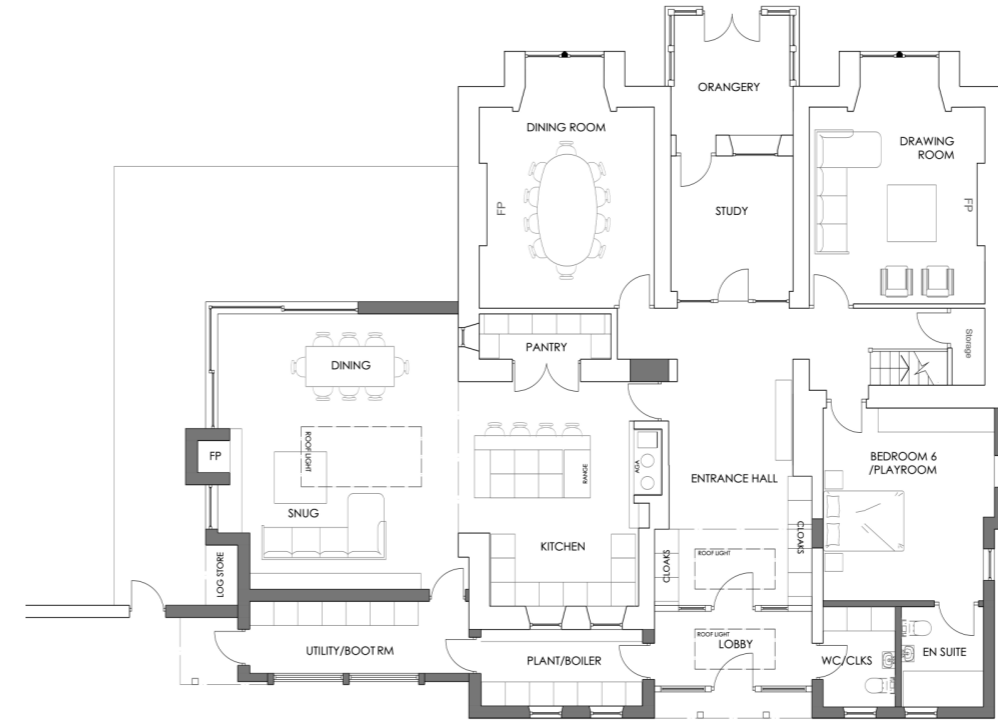 ORANGERY
DINING ROOM
DRAWING
ROOM
FP
STUDY
FP
Storage
PANTRY
DINING
ROOF LIGHT
FP
SNUG
RANGE
AGA
KITCHEN
ENTRANCE HALL
BEDROOM 6
/PLAYROOM
CLOAKS
CLOAKS
ROOF LIGHT
LOG STORE
ROOF LIGHT
LOBBY
UTILITY/BOOT RM
PLANT/BOILER
WC/CLKS
EN SUITE